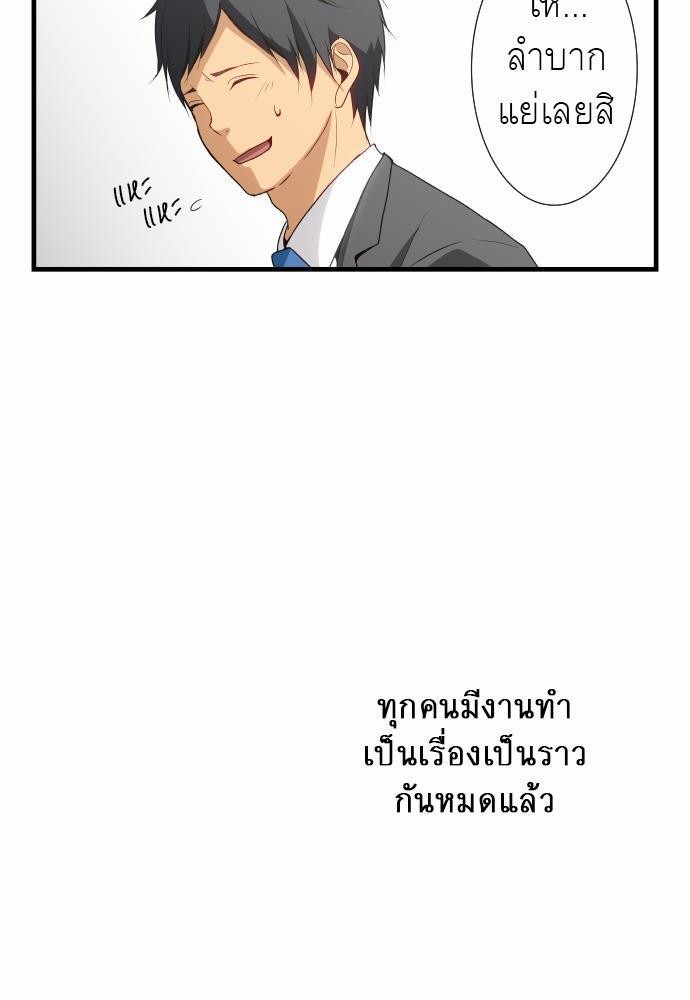 ลำบาก
แย่เลยสิ
แหะ
แหะ
ทุกคนมีงานทำ
เป็นเรื่องเป็นราว
กันหมดแล้ว